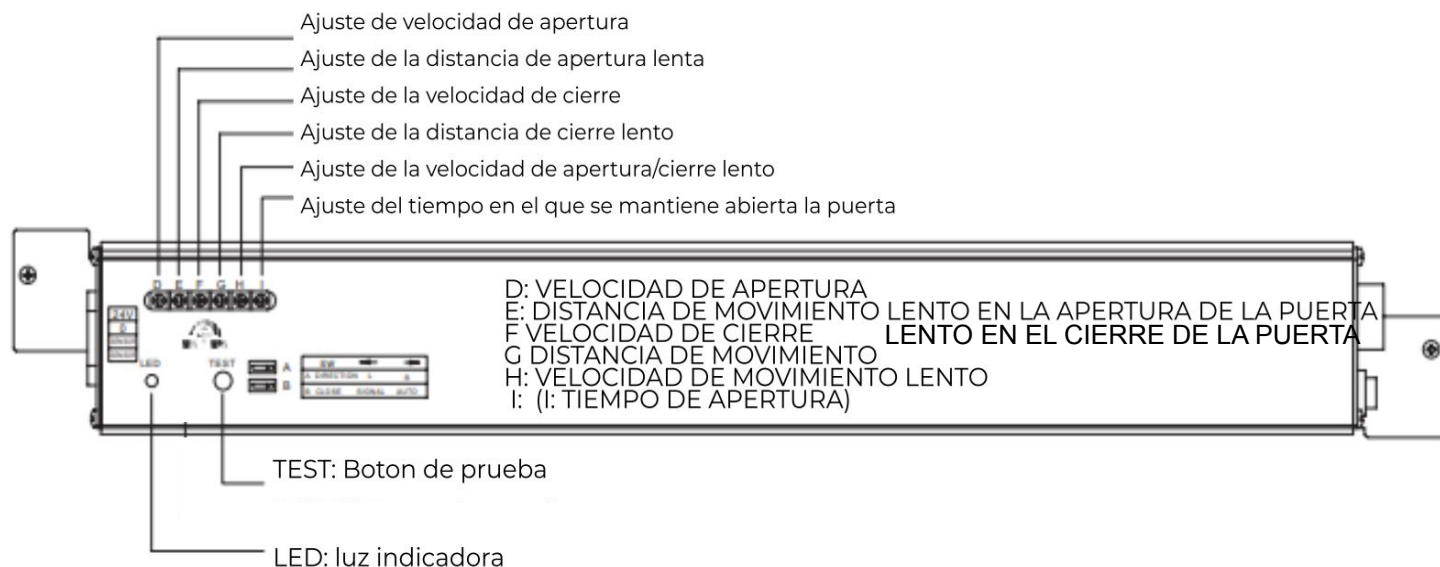 Ajuste de velocidad de apertura
Ajuste de la distancia de apertura lenta
Ajuste de la velocidad de cierre
Ajuste de la distancia de cierre lento
Ajuste de la velocidad de apertura/cierre lento
Ajuste del tiempo en el que se mantiene abierta la puerta
D E F G H I
D: VELOCIDAD DE APERTURA
E: DISTANCIA DE MOVIMIENTO LENTO EN LA APERTURA DE LA PUERTA
F VELOCIDAD DE CIERRE
LENTO EN EL CIERRE DE LA PUERTA
G DISTANCIA DE MOVIMIENTO
H: VELOCIDAD DE MOVIMIENTO LENTO
I: (I: TIEMPO DE APERTURA)
24V
LED
TEST
A
B
SW
A DIRECTION L
B CLOSE SIGNAL AUTO
TEST: Boton de prueba
LED: luz indicadora